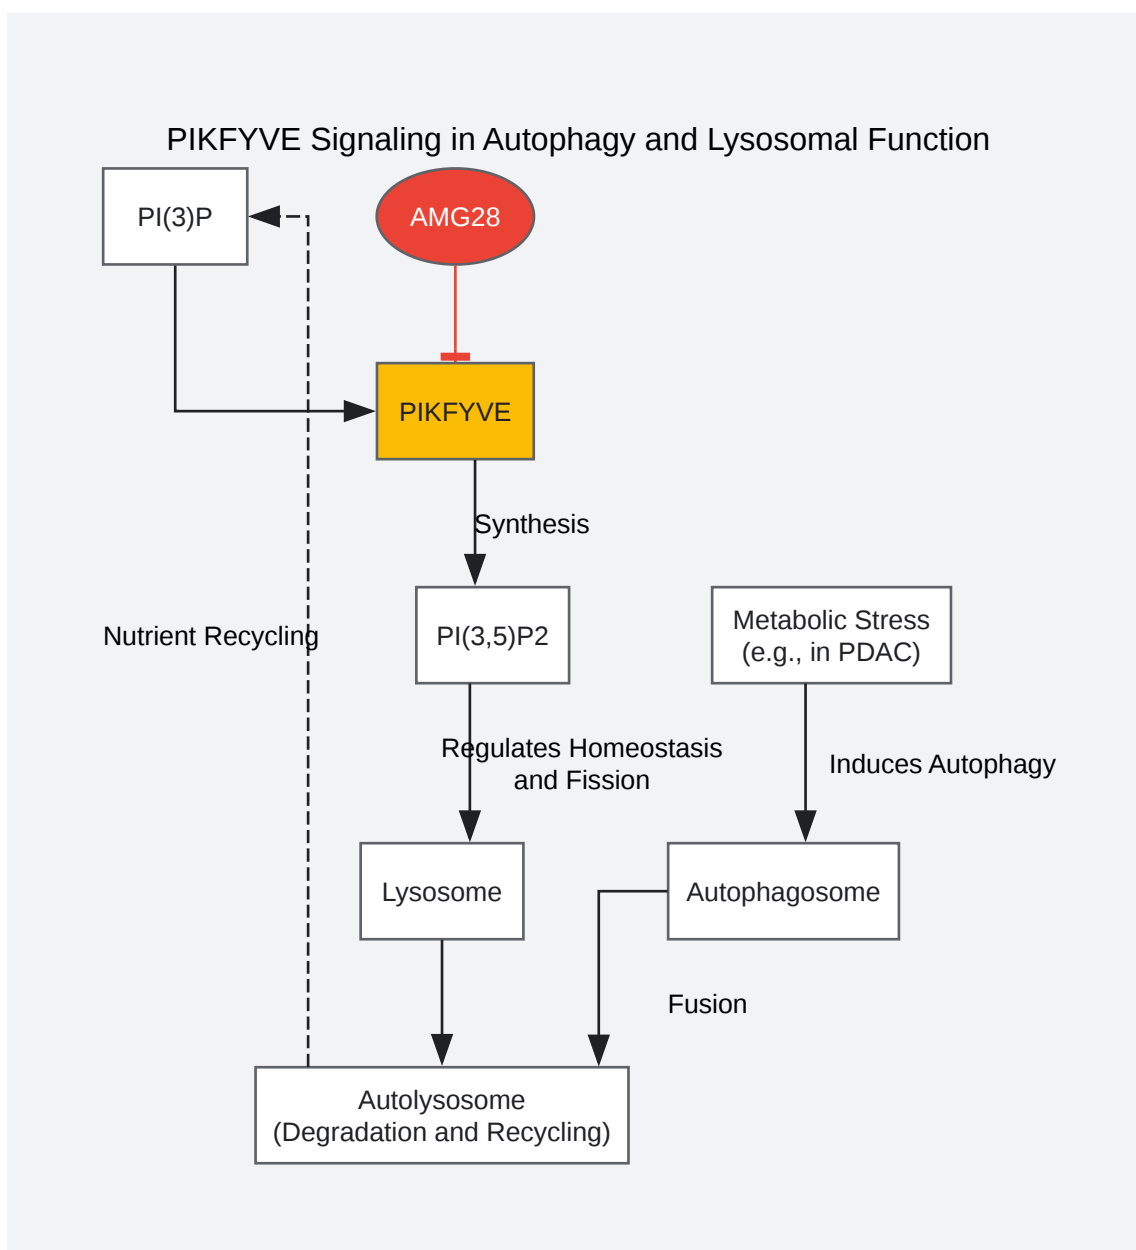 PIKFYVE Signaling in Autophagy and Lysosomal Function
PI(3)P
AMG28
PIKFYVE
Synthesis
Nutrient Recycling
PI(3,5)P2
Metabolic Stress
(e.g., in PDAC)
Regulates Homeostasis
and Fission
Induces Autophagy
Lysosome
Autophagosome
Fusion
Autolysosome
(Degradation and Recycling)